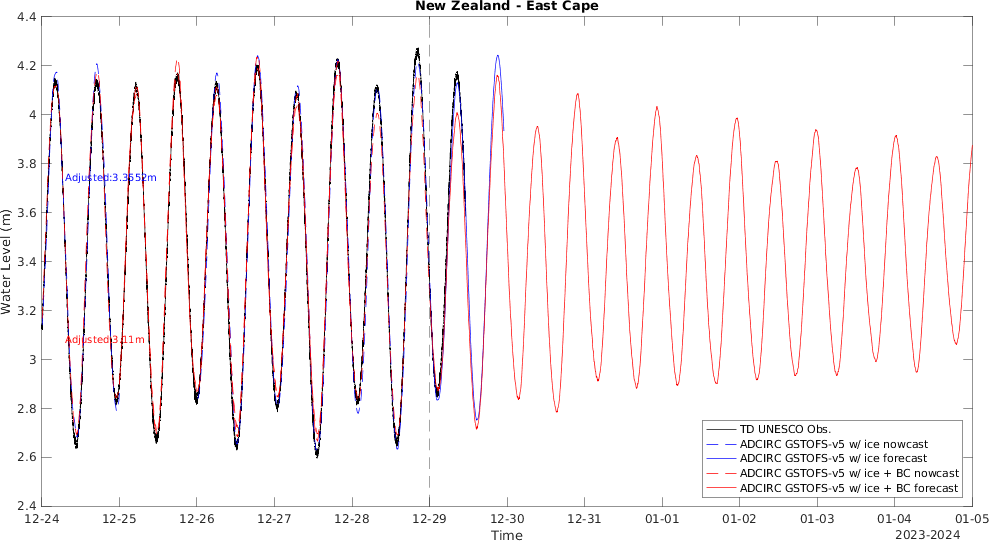 New Zealand - East Cape
4.4
4.2
4
3.8
3.6
3.4
3.2
3
2.8
2.6
2.4
Water Level (m)
Adjusted:3.3552m
Adjusted:3.11m
TD UNESCO Obs.
ADCIRC GSTOFS-v5 w/ ice nowcast
ADCIRC GSTOFS-v5 w/ ice forecast
ADCIRC GSTOFS-v5 w/ ice + BC nowcast
ADCIRC GSTOFS-v5 w/ ice + BC forecast
12-24 12-25 12-26 12-27 12-28 12-29 12-30 12-31 01-01 01-02 01-03 01-04 01-05
Time
2023-2024